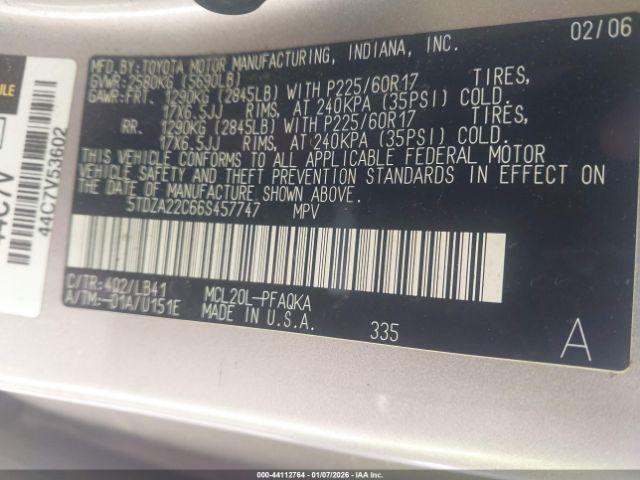 MFD.BY:TOYOTA MOTOR MANUFACTURING, INDIANA, INC. 02/06
GVWR:2580KG (5690LB)
GAWR:FRT. 1290KG (2845LB) WITH P225/60R17 TIRES,
17X6.5JJ RIMS, AT 240KPA (35PSI) COLD.
RR. 1290KG (2845LB) WITH P225/60R17 TIRES,
17X6.5JJ RIMS, AT 240KPA (35PSI) COLD.
THIS VEHICLE CONFORMS TO ALL APPLICABLE FEDERAL MOTOR
VEHICLE SAFETY AND THEFT PREVENTION STANDARDS IN EFFECT ON
THE DATE OF MANUFACTURE SHOWN ABOVE.
5TDZA22C66S457747 MPV
C/TR:4Q2/LB41 MCL20L-PFAQKA
A/TM:-01A/U151E MADE IN U.S.A. 335
A
44C7V
44C7V53602
000-44112764 | 01/07/2026 | IAA Inc.